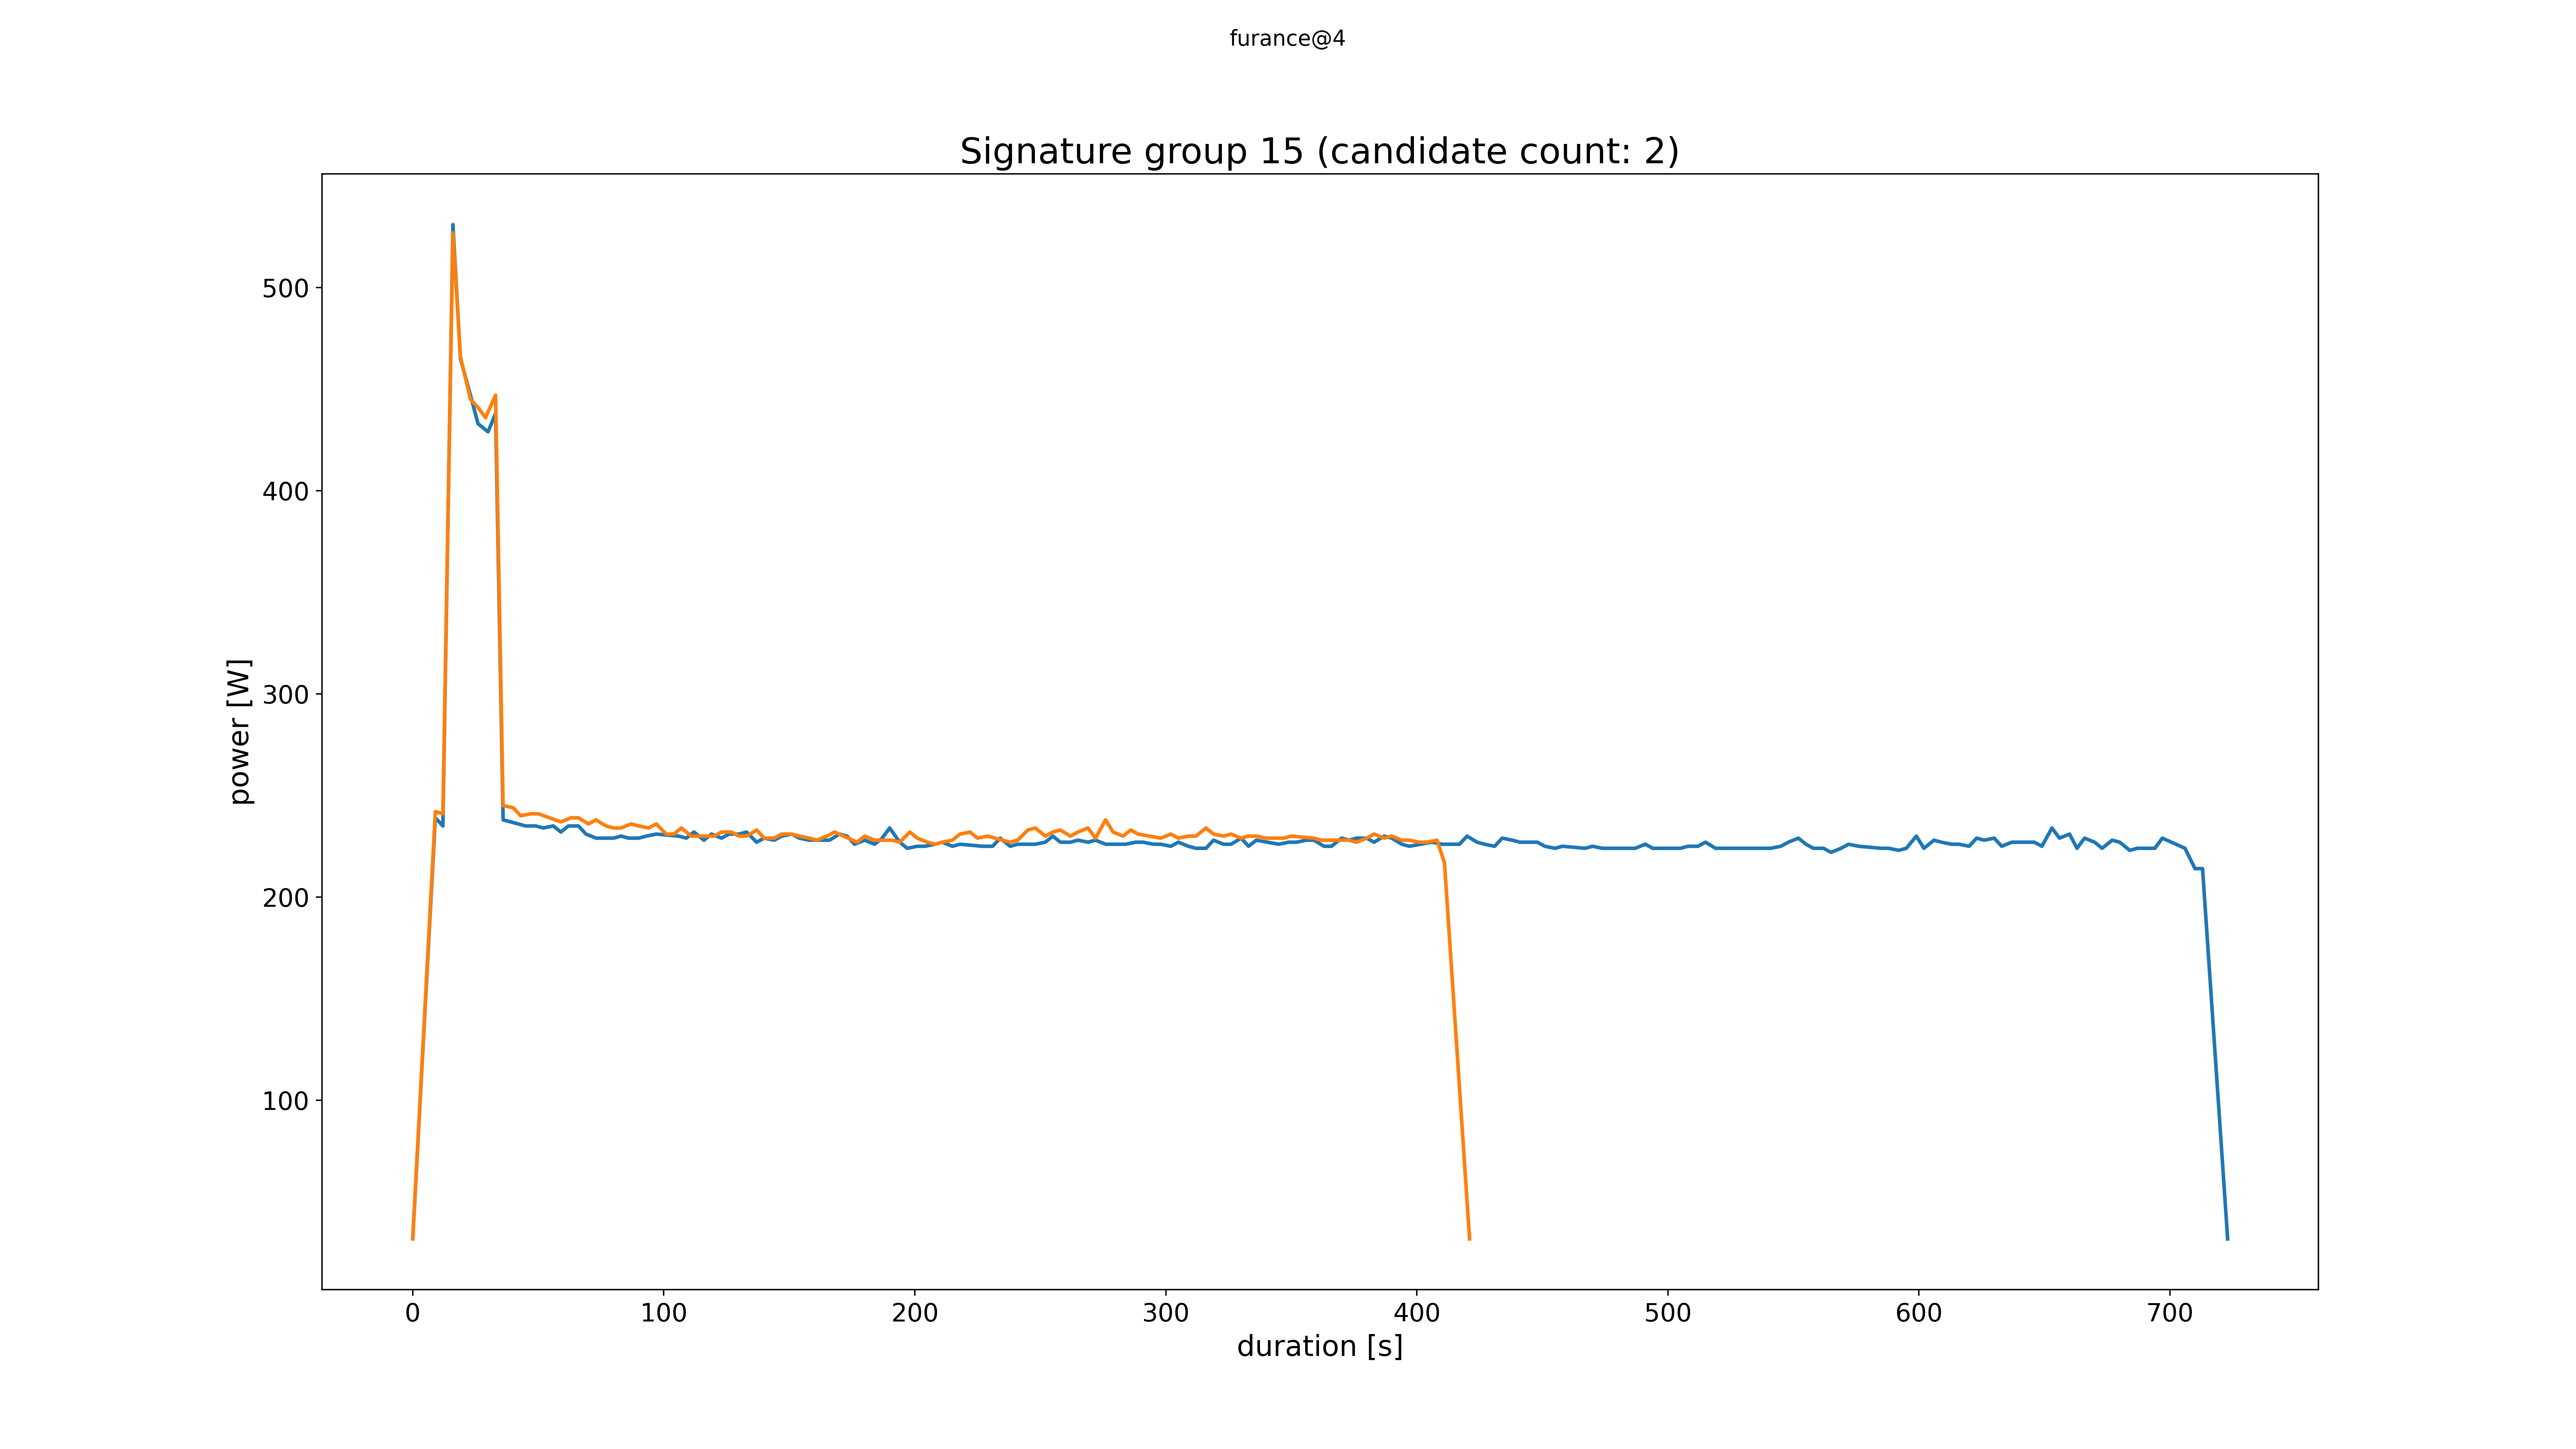 furance@4
Signature group 15 (candidate count: 2)
power [W]
500
400
300
200
100
0 100 200 300 400 500 600 700
duration [s]